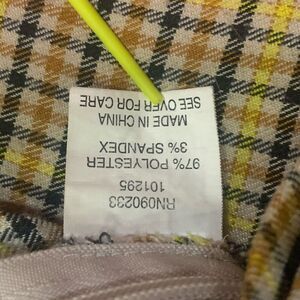 RN090233
101295
97% POLYESTER
3% SPANDEX
MADE IN CHINA
SEE OVER FOR CARE